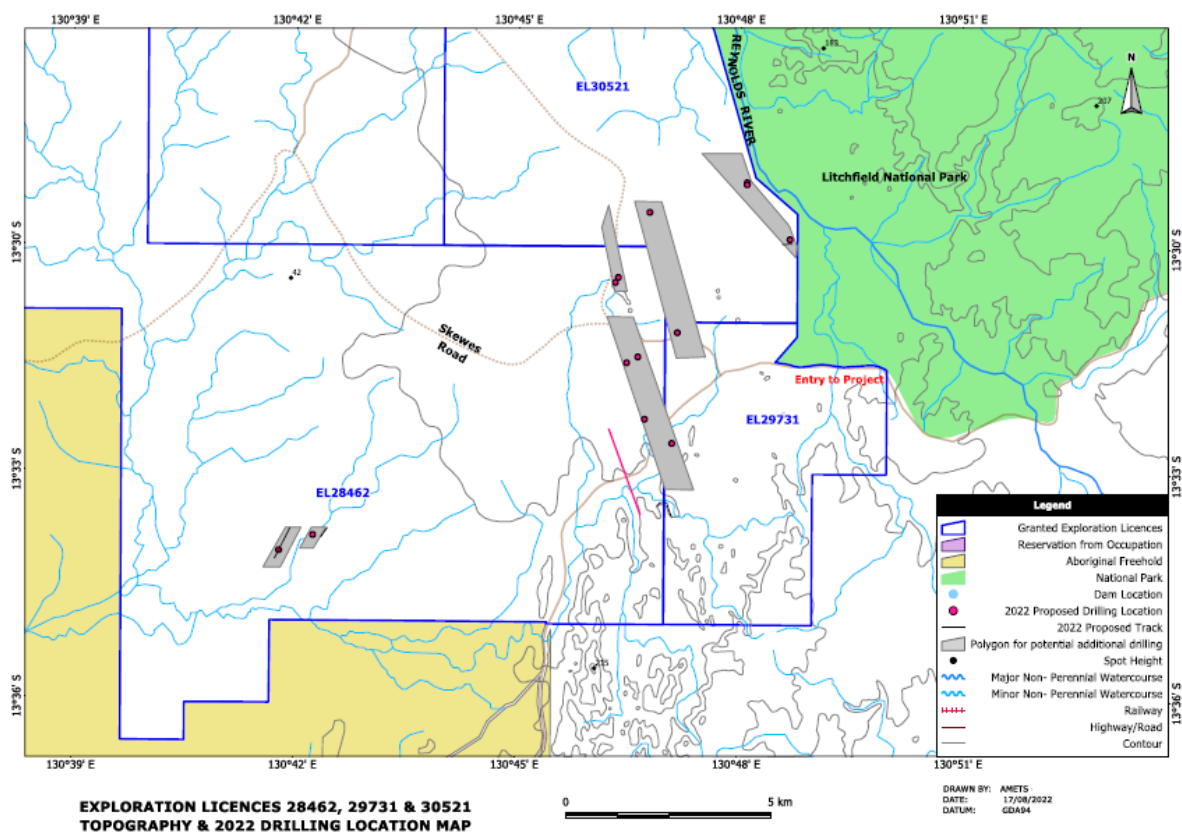 130°39' E
130°42' E
130°45' E
130°48' E
130°51' E
REYNOLDS RIVER
185
EL30521
N
207
Litchfield National Park
13°30' S
13°30' S
42
Skewes
Road
Entry to Project
EL29731
13°33' S
13°33' S
EL28462
Legend
Granted Exploration Licences
Reservation from Occupation
Aboriginal Freehold
National Park
Dam Location
2022 Proposed Drilling Location
2022 Proposed Track
Polygon for potential additional drilling
Spot Height
Major Non- Perennial Watercourse
Minor Non- Perennial Watercourse
Railway
Highway/Road
Contour
13°36' S
13°36' S
130°39' E
130°42' E
130°45' E
130°48' E
130°51' E
EXPLORATION LICENCES 28462, 29731 & 30521
TOPOGRAPHY & 2022 DRILLING LOCATION MAP
0
5 km
DRAWN BY: AMETS
DATE: 17/08/2022
DATUM: GDA94